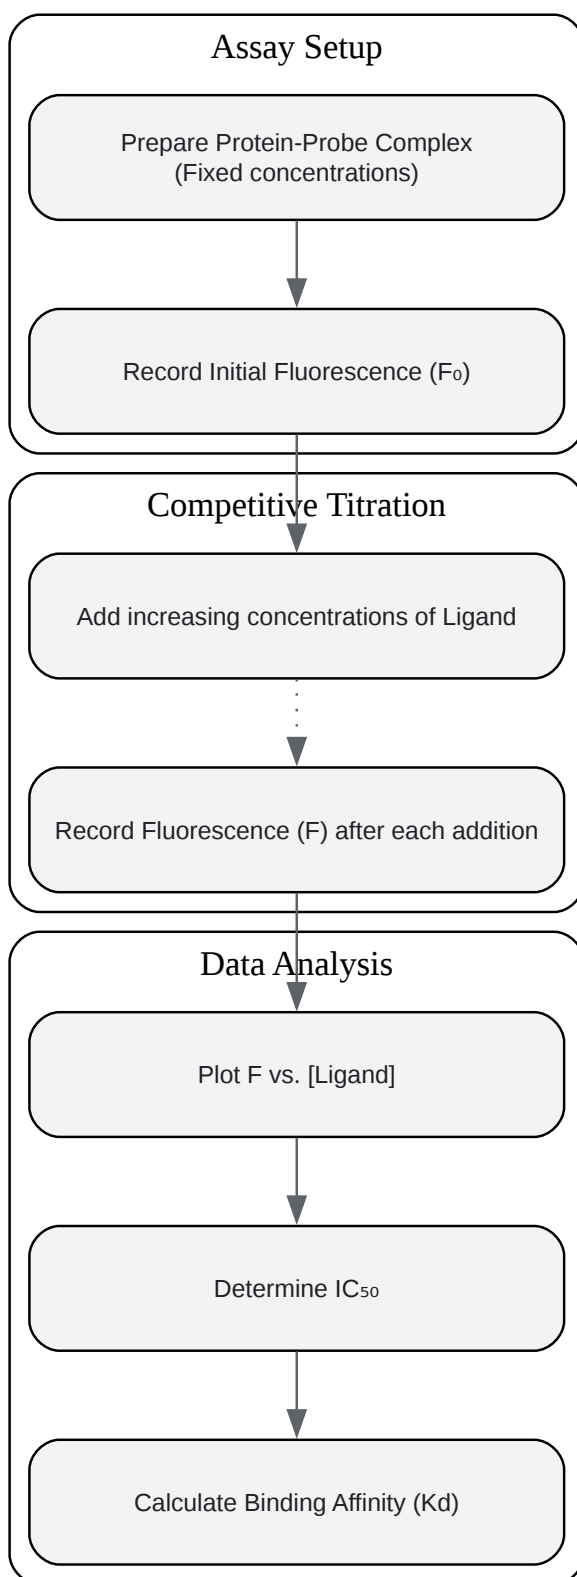 Assay Setup
Prepare Protein-Probe Complex
(Fixed concentrations)
Record Initial Fluorescence (F₀)
Competitive Titration
Add increasing concentrations of Ligand
Record Fluorescence (F) after each addition
Data Analysis
Plot F vs. [Ligand]
Determine IC₅₀
Calculate Binding Affinity (Kd)